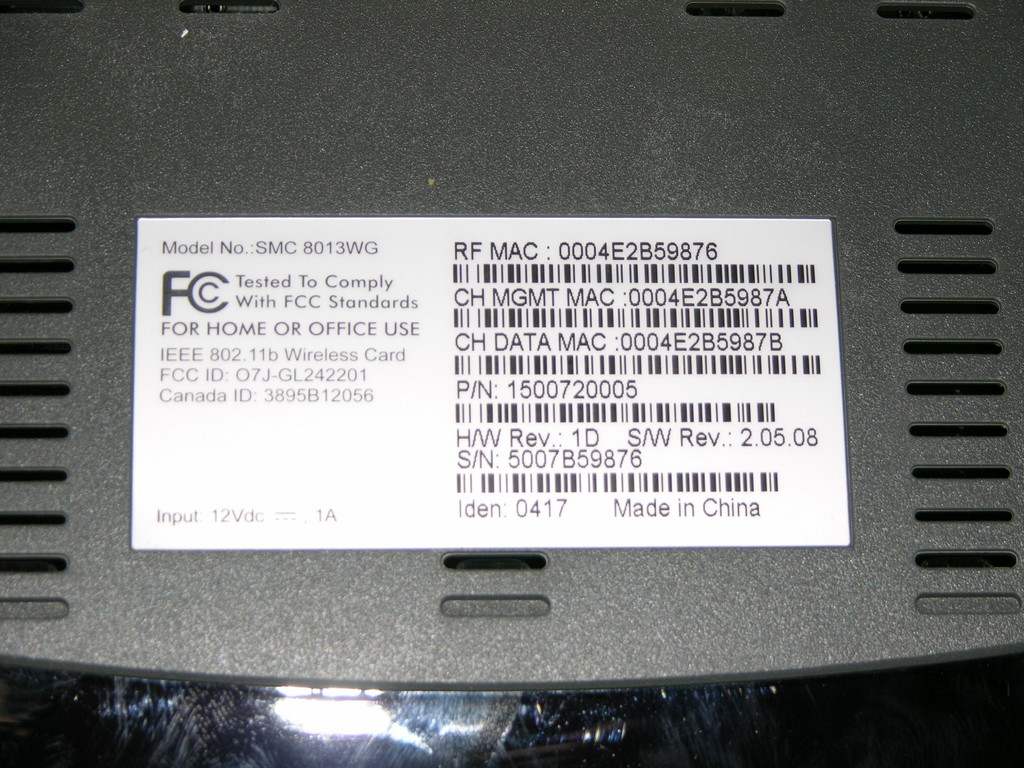 Model No.:SMC 8013WG
FC Tested To Comply
With FCC Standards
FOR HOME OR OFFICE USE
IEEE 802.11b Wireless Card
FCC ID: O7J-GL242201
Canada ID: 3895B12056
Input: 12Vdc ⎓, 1A
RF MAC : 0004E2B59876
CH MGMT MAC :0004E2B5987A
CH DATA MAC :0004E2B5987B
P/N: 1500720005
H/W Rev.: 1D S/W Rev.: 2.05.08
S/N: 5007B59876
Iden: 0417 Made in China